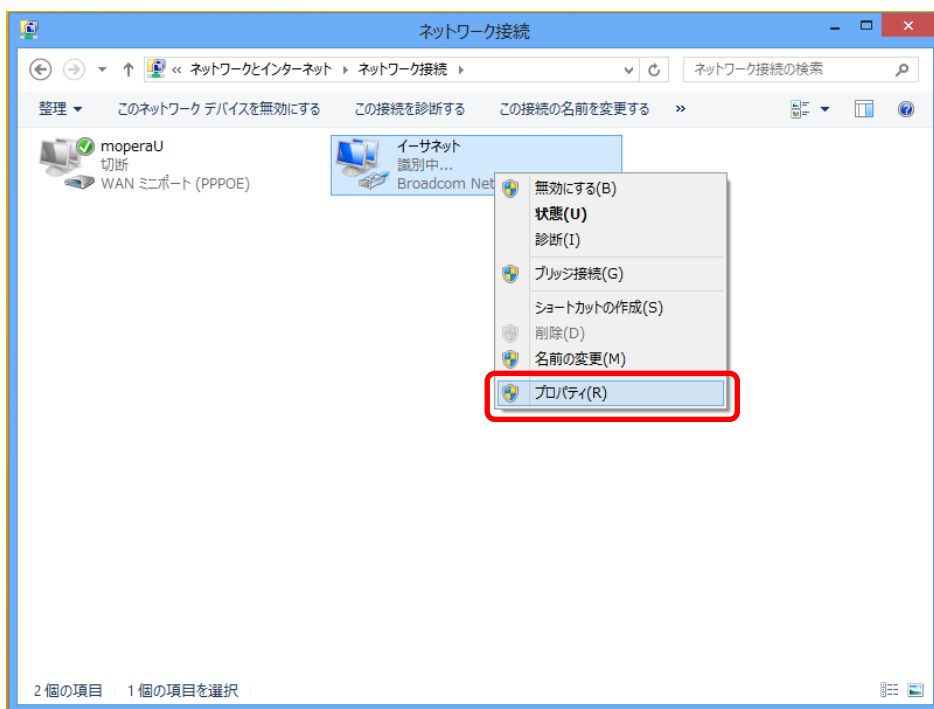 ネットワーク接続
« ネットワークとインターネット ネットワーク接続
ネットワーク接続の検索
整理 このネットワーク デバイスを無効にする この接続を診断する この接続の名前を変更する »
moperaU
切断
WAN ミニポート (PPPOE)
イーサネット
識別中...
Broadcom Net
無効にする(B)
状態(U)
診断(I)
ブリッジ接続(G)
ショートカットの作成(S)
削除(D)
名前の変更(M)
プロパティ(R)
2 個の項目 1 個の項目を選択